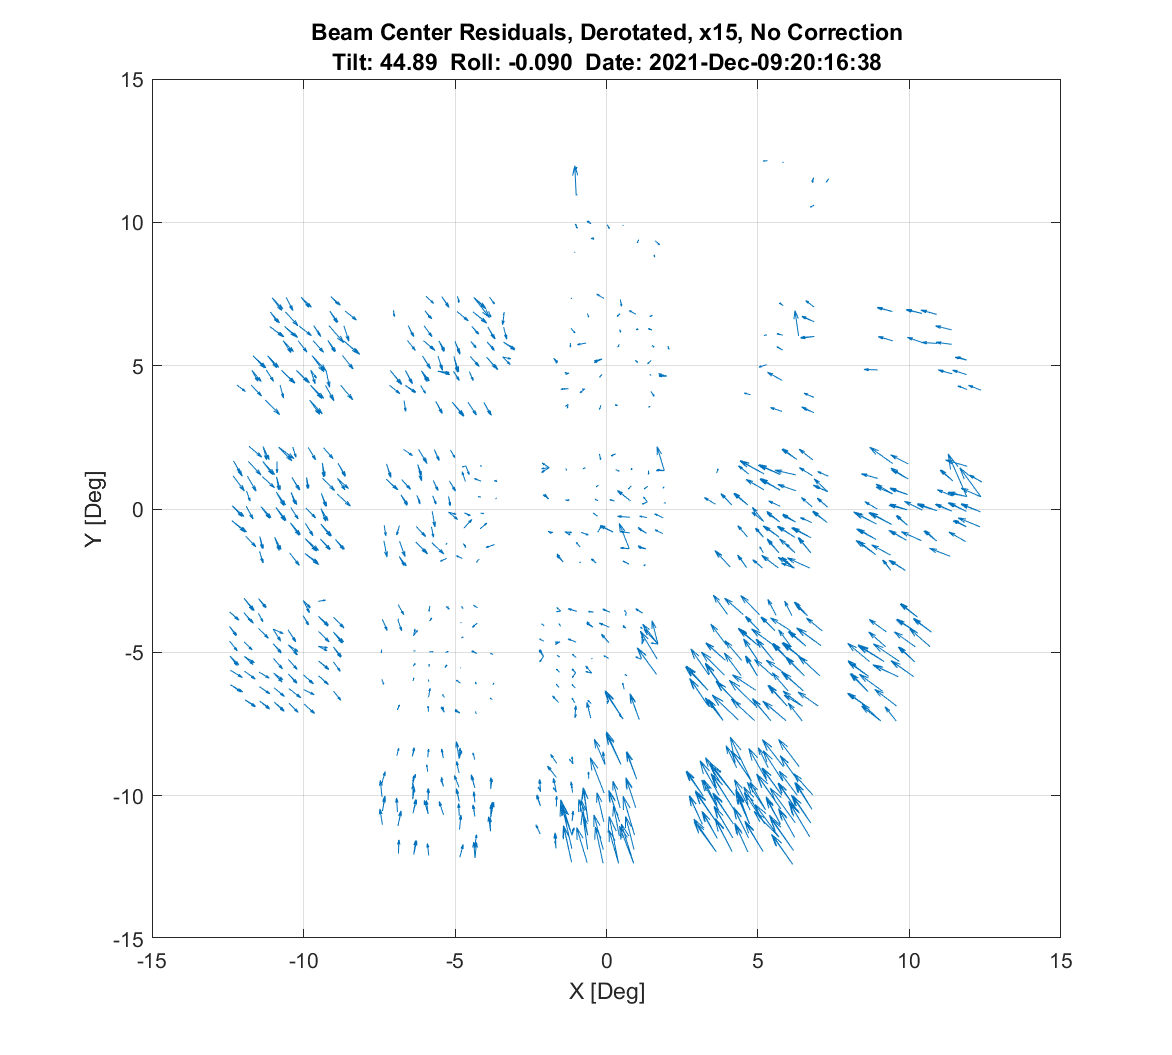 Beam Center Residuals, Derotated, x15, No Correction
Tilt: 44.89 Roll: -0.090 Date: 2021-Dec-09:20:16:38
15
10
5
0
-5
-10
-15
Y [Deg]
-15 -10 -5 0 5 10 15
X [Deg]